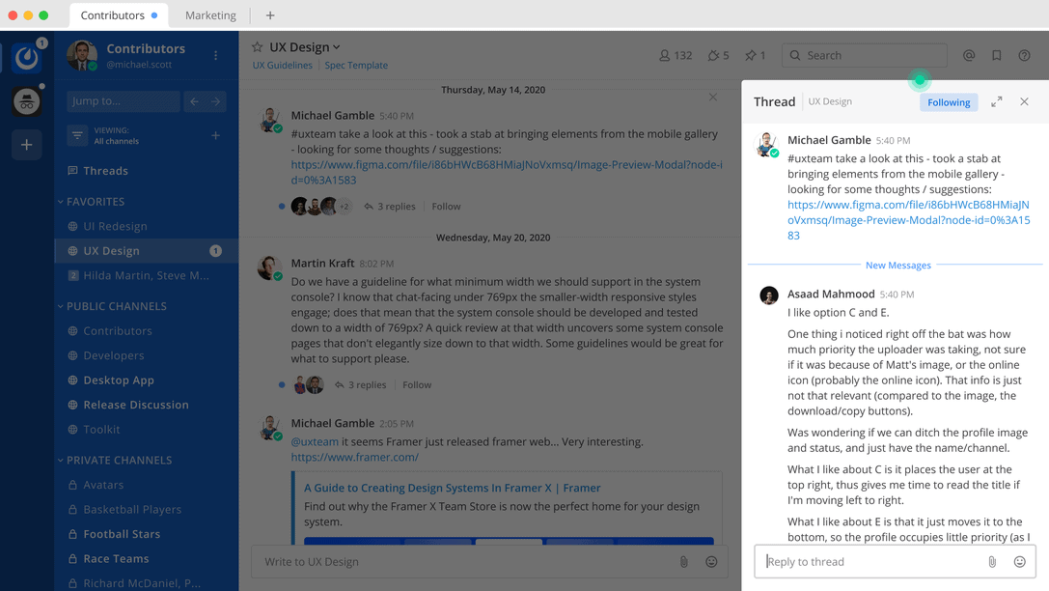 Contributors
Marketing
+
1
+
Contributors
@michael.scott
Jump to...
VIEWING:
All channels
+
Threads
FAVORITES
UI Redesign
UX Design
1
2 Hilda Martin, Steve M...
PUBLIC CHANNELS
Contributors
Developers
Desktop App
Release Discussion
Toolkit
PRIVATE CHANNELS
Avatars
Basketball Players
Football Stars
Race Teams
Richard McDaniel, P...
UX Design
UX Guidelines | Spec Template
132
5
1
Search
Thursday, May 14, 2020
Michael Gamble 5:40 PM
#uxteam take a look at this - took a stab at bringing elements from the mobile gallery
- looking for some thoughts / suggestions:
https://www.figma.com/file/i86bHWcB68HMiaJNoVxmsq/Image-Preview-Modal?node-i
d=0%3A1583
+2
3 replies
Follow
Wednesday, May 20, 2020
Martin Kraft 8:02 PM
Do we have a guideline for what minimum width we should support in the system
console? I know that chat-facing under 769px the smaller-width responsive styles
engage; does that mean that the system console should be developed and tested
down to a width of 769px? A quick review at that width uncovers some system console
pages that don't elegantly size down to that width. Some guidelines would be great for
what to support please.
3 replies
Follow
Michael Gamble 2:05 PM
@uxteam it seems Framer just released framer web... Very interesting.
https://www.framer.com/
A Guide to Creating Design Systems In Framer X | Framer
Find out why the Framer X Team Store is now the perfect home for your design
system.
Write to UX Design
Thread
UX Design
Following
Michael Gamble 5:40 PM
#uxteam take a look at this - took a stab at
bringing elements from the mobile gallery -
looking for some thoughts / suggestions:
https://www.figma.com/file/i86bHWcB68HMiaJN
oVxmsq/Image-Preview-Modal?node-id=0%3A15
83
New Messages
Asaad Mahmood 5:40 PM
I like option C and E.
One thing i noticed right off the bat was how
much priority the uploader was taking, not sure
if it was because of Matt's image, or the online
icon (probably the online icon). That info is just
not that relevant (compared to the image, the
download/copy buttons).
Was wondering if we can ditch the profile image
and status, and just have the name/channel.
What I like about C is it places the user at the
top right, thus gives me time to read the title if
I'm moving left to right.
What I like about E is that it just moves it to the
bottom, so the profile occupies little priority (as I
Reply to thread